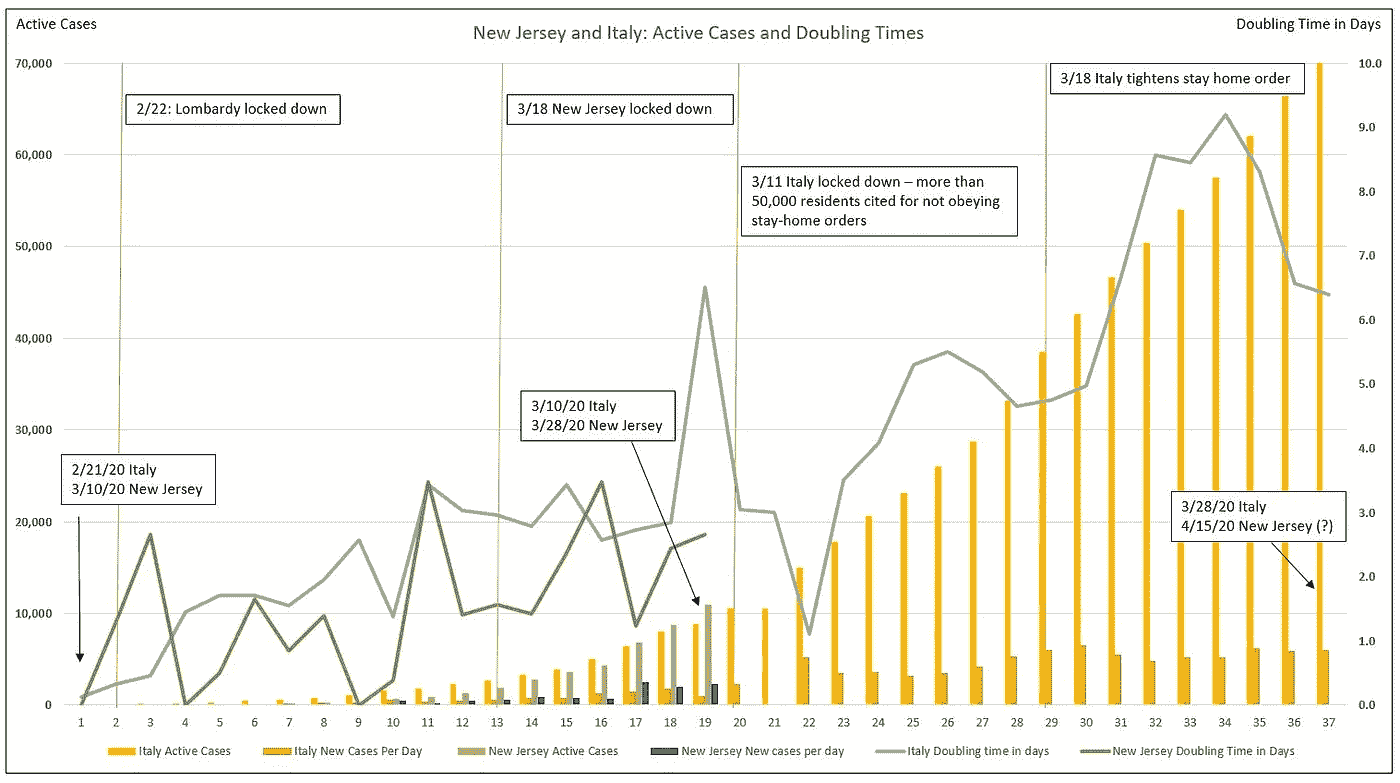 Active Cases
New Jersey and Italy: Active Cases and Doubling Times
Doubling Time in Days
70,000
60,000
50,000
40,000
30,000
20,000
10,000
0
10.0
9.0
8.0
7.0
6.0
5.0
4.0
3.0
2.0
1.0
0.0
2/22: Lombardy locked down
3/18 New Jersey locked down
3/18 Italy tightens stay home order
3/11 Italy locked down – more than
50,000 residents cited for not obeying
stay-home orders
3/10/20 Italy
3/28/20 New Jersey
2/21/20 Italy
3/10/20 New Jersey
3/28/20 Italy
4/15/20 New Jersey (?)
1 2 3 4 5 6 7 8 9 10 11 12 13 14 15 16 17 18 19 20 21 22 23 24 25 26 27 28 29 30 31 32 33 34 35 36 37
Italy Active Cases Italy New Cases Per Day New Jersey Active Cases New Jersey New cases per day Italy Doubling time in days New Jersey Doubling Time in Days